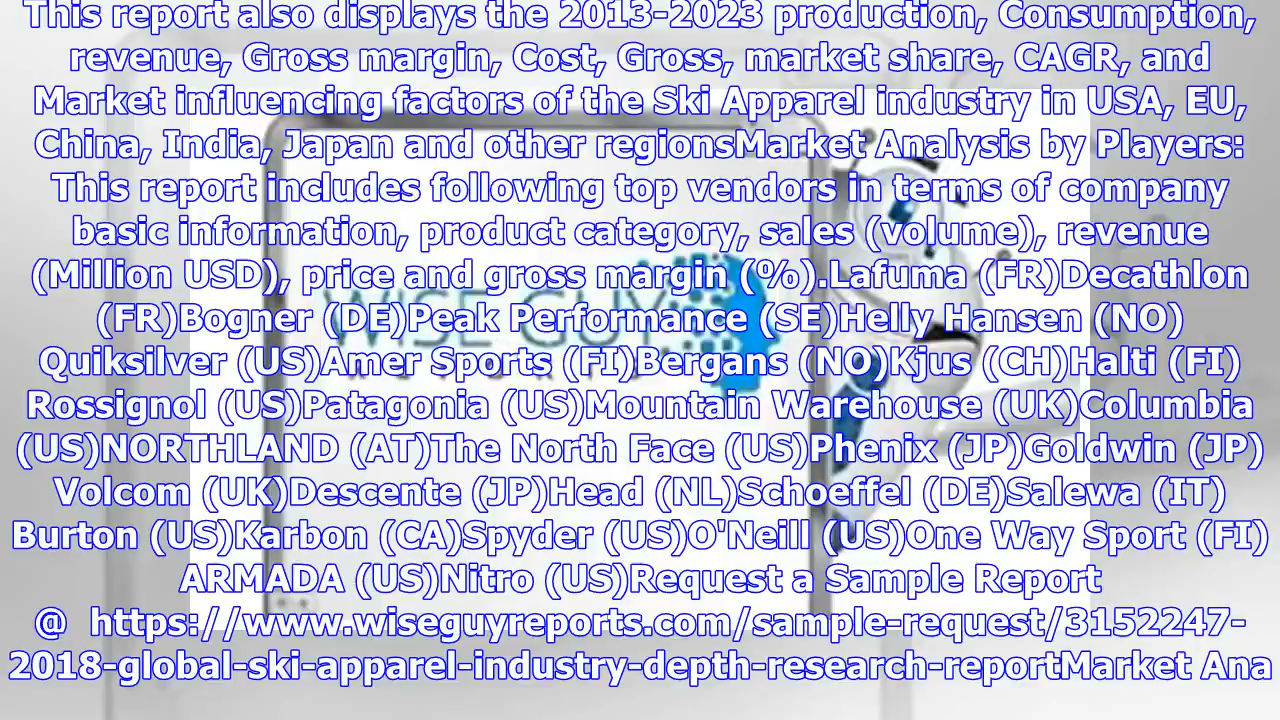 This report also displays the 2013-2023 production, Consumption,
revenue, Gross margin, Cost, Gross, market share, CAGR, and
Market influencing factors of the Ski Apparel industry in USA, EU,
China, India, Japan and other regionsMarket Analysis by Players:
This report includes following top vendors in terms of company
basic information, product category, sales (volume), revenue
(Million USD), price and gross margin (%).Lafuma (FR)Decathlon
(FR)Bogner (DE)Peak Performance (SE)Helly Hansen (NO)
Quiksilver (US)Amer Sports (FI)Bergans (NO)Kjus (CH)Halti (FI)
Rossignol (US)Patagonia (US)Mountain Warehouse (UK)Columbia
(US)NORTHLAND (AT)The North Face (US)Phenix (JP)Goldwin (JP)
Volcom (UK)Descente (JP)Head (NL)Schoeffel (DE)Salewa (IT)
Burton (US)Karbon (CA)Spyder (US)O'Neill (US)One Way Sport (FI)
ARMADA (US)Nitro (US)Request a Sample Report
@  https://www.wiseguyreports.com/sample-request/3152247-
2018-global-ski-apparel-industry-depth-research-reportMarket Ana
WISE GUY